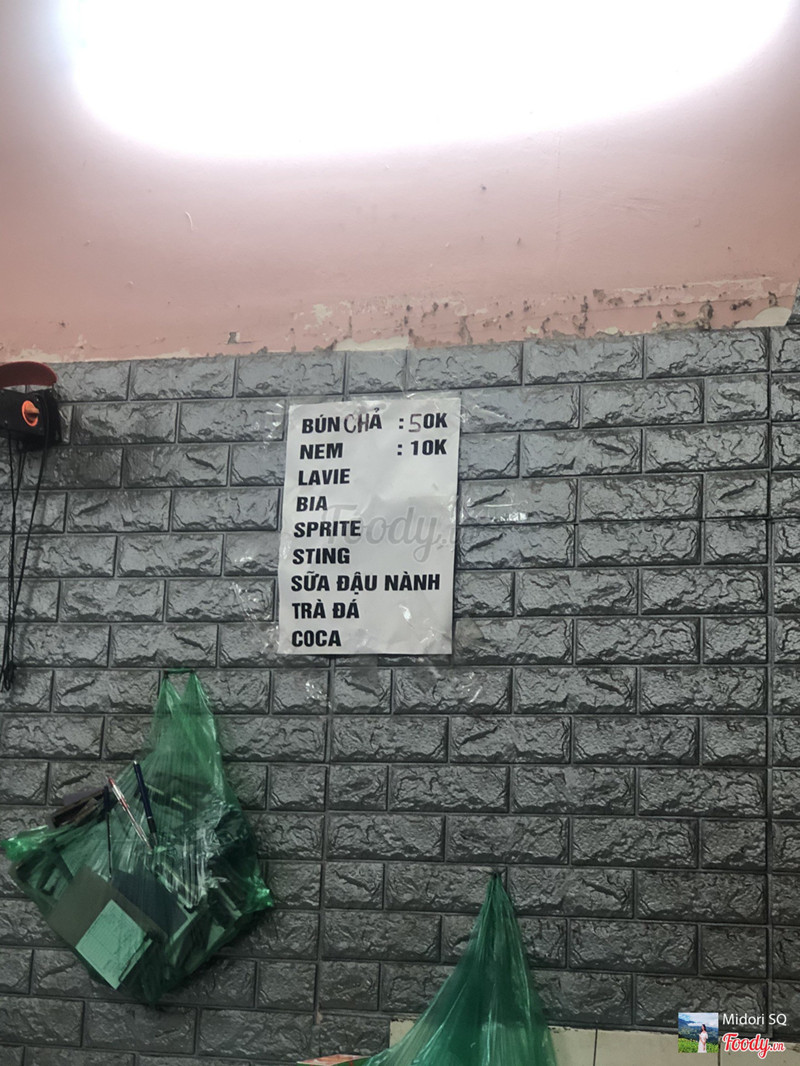 BÚN CHẢ : 50K
NEM : 10K
LAVIE
BIA
SPRITE
STING
SỮA ĐẬU NÀNH
TRÀ ĐÁ
COCA
Foody.vn
Midori SQ
Foody.vn